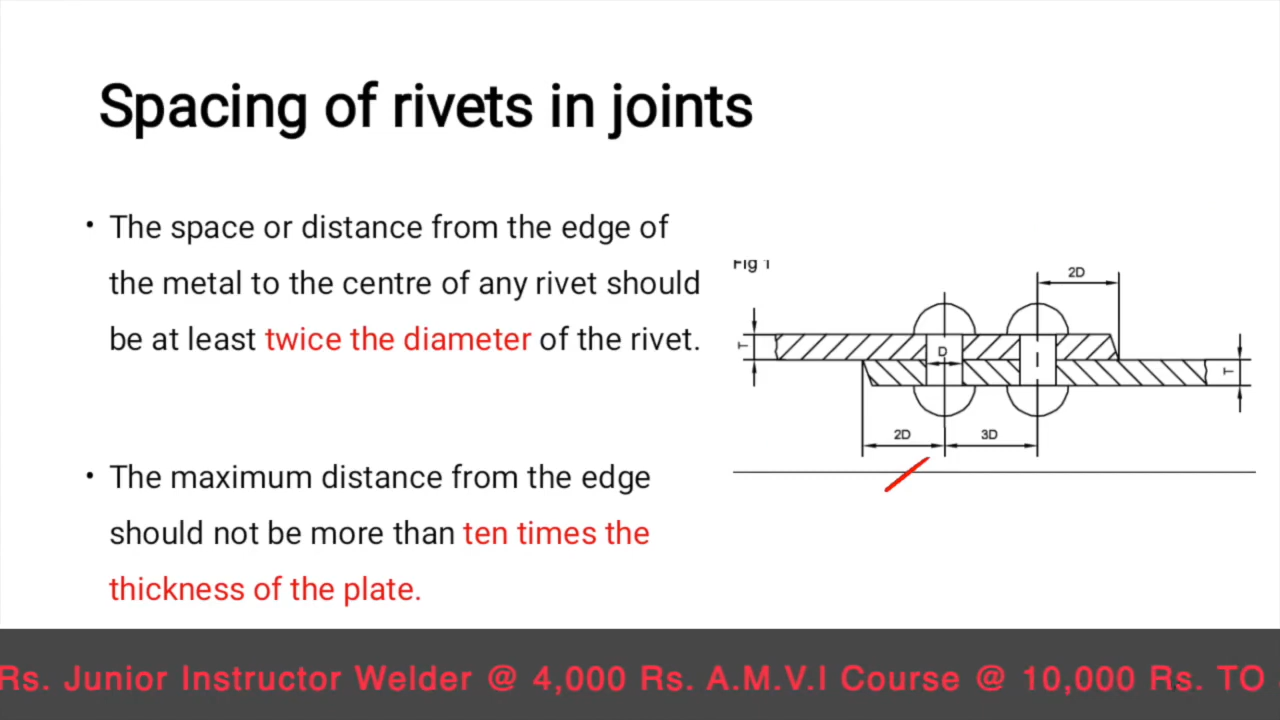 Spacing of rivets in joints
• The space or distance from the edge of
the metal to the centre of any rivet should
be at least twice the diameter of the rivet.
• The maximum distance from the edge
should not be more than ten times the
thickness of the plate.
Fig 1
2D
T
D
T
2D
3D
Rs. Junior Instructor Welder @ 4,000 Rs. A.M.V.I Course @ 10,000 Rs. TO